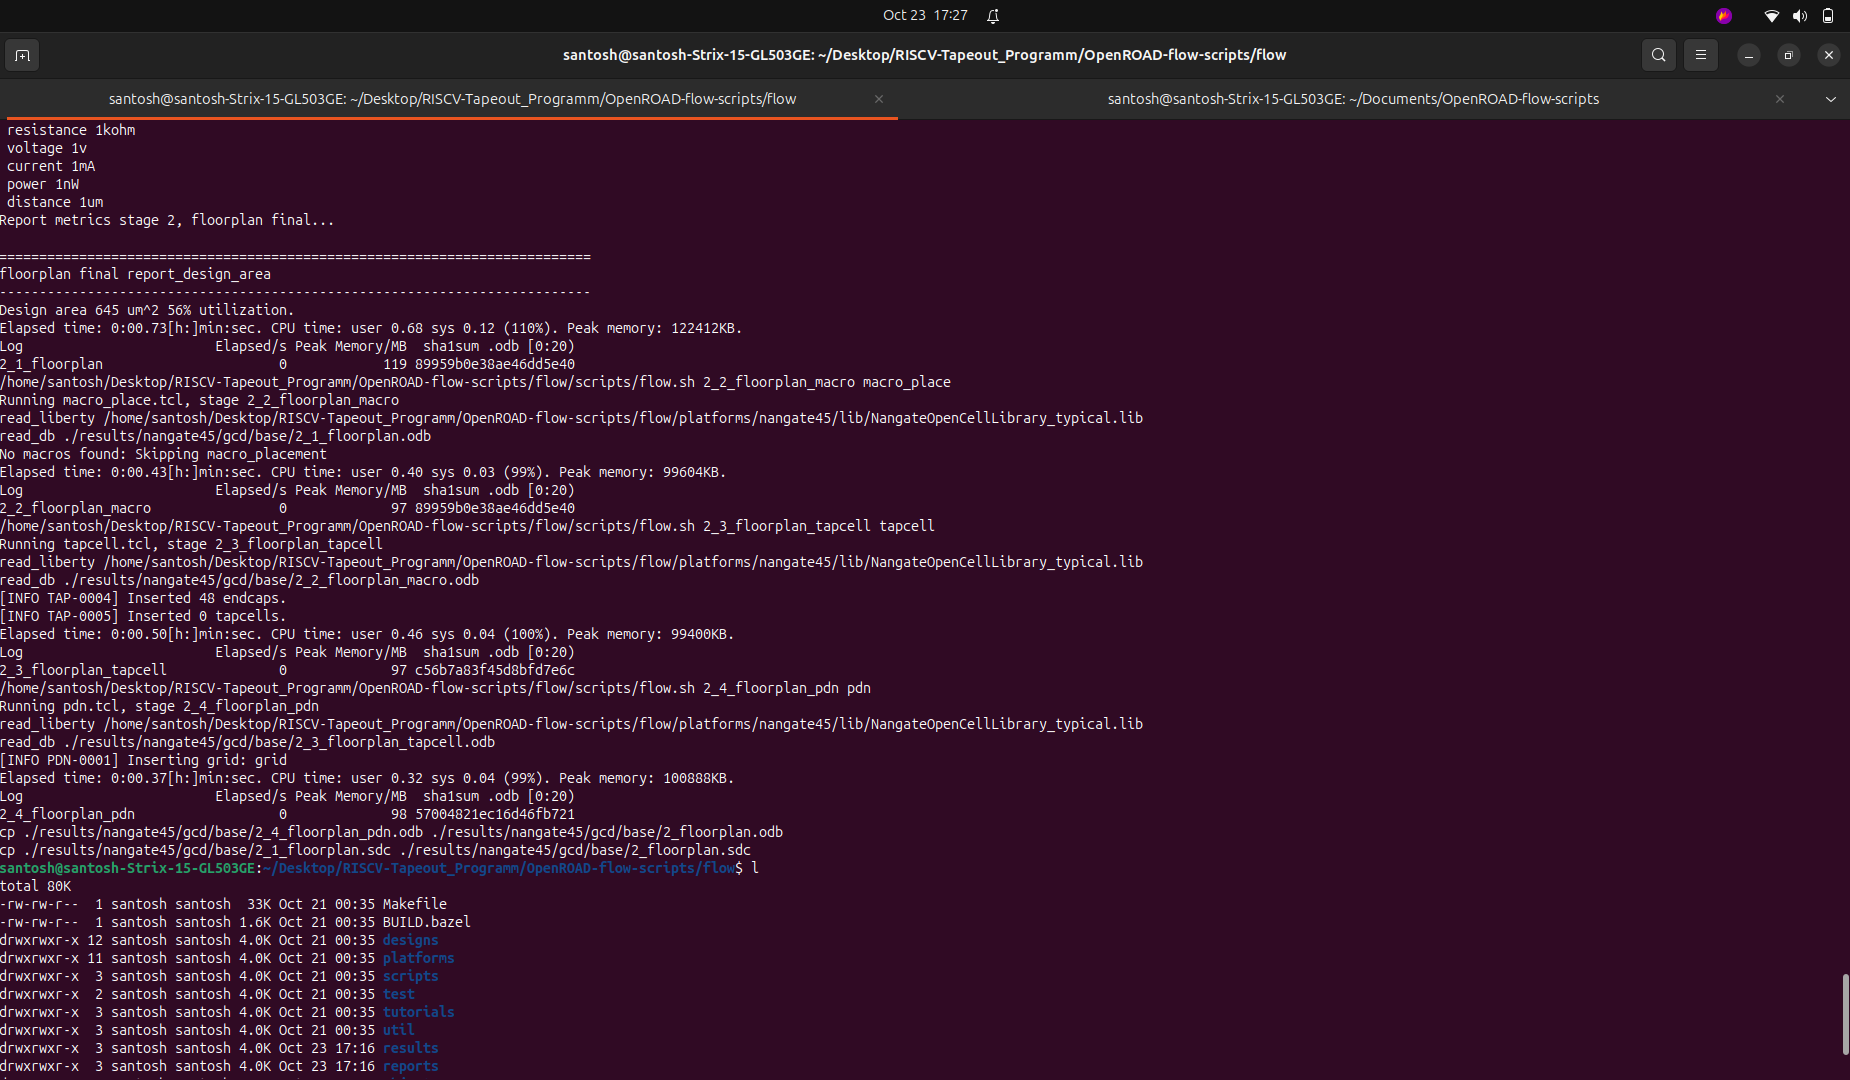 Oct 23 17:27
santosh@santosh-Strix-15-GL503GE: ~/Desktop/RISCV-Tapeout_Programm/OpenROAD-flow-scripts/flow
santosh@santosh-Strix-15-GL503GE: ~/Desktop/RISCV-Tapeout_Programm/OpenROAD-flow-scripts/flow
santosh@santosh-Strix-15-GL503GE: ~/Documents/OpenROAD-flow-scripts
resistance 1kohm
voltage 1v
current 1mA
power 1nW
distance 1um
Report metrics stage 2, floorplan final...
==========================================================================
floorplan final report_design_area
--------------------------------------------------------------------------
Design area 645 um^2 56% utilization.
Elapsed time: 0:00.73[h:]min:sec. CPU time: user 0.68 sys 0.12 (110%). Peak memory: 122412KB.
Log Elapsed/s Peak Memory/MB sha1sum .odb [0:20)
2_1_floorplan 0 119 89959b0e38ae46dd5e40
/home/santosh/Desktop/RISCV-Tapeout_Programm/OpenROAD-flow-scripts/flow/scripts/flow.sh 2_2_floorplan_macro macro_place
Running macro_place.tcl, stage 2_2_floorplan_macro
read_liberty /home/santosh/Desktop/RISCV-Tapeout_Programm/OpenROAD-flow-scripts/flow/platforms/nangate45/lib/NangateOpenCellLibrary_typical.lib
read_db ./results/nangate45/gcd/base/2_1_floorplan.odb
No macros found: Skipping macro_placement
Elapsed time: 0:00.43[h:]min:sec. CPU time: user 0.40 sys 0.03 (99%). Peak memory: 99604KB.
Log Elapsed/s Peak Memory/MB sha1sum .odb [0:20)
2_2_floorplan_macro 0 97 89959b0e38ae46dd5e40
/home/santosh/Desktop/RISCV-Tapeout_Programm/OpenROAD-flow-scripts/flow/scripts/flow.sh 2_3_floorplan_tapcell tapcell
Running tapcell.tcl, stage 2_3_floorplan_tapcell
read_liberty /home/santosh/Desktop/RISCV-Tapeout_Programm/OpenROAD-flow-scripts/flow/platforms/nangate45/lib/NangateOpenCellLibrary_typical.lib
read_db ./results/nangate45/gcd/base/2_2_floorplan_macro.odb
[INFO TAP-0004] Inserted 48 endcaps.
[INFO TAP-0005] Inserted 0 tapcells.
Elapsed time: 0:00.50[h:]min:sec. CPU time: user 0.46 sys 0.04 (100%). Peak memory: 99400KB.
Log Elapsed/s Peak Memory/MB sha1sum .odb [0:20)
2_3_floorplan_tapcell 0 97 c56b7a83f45d8bfd7e6c
/home/santosh/Desktop/RISCV-Tapeout_Programm/OpenROAD-flow-scripts/flow/scripts/flow.sh 2_4_floorplan_pdn pdn
Running pdn.tcl, stage 2_4_floorplan_pdn
read_liberty /home/santosh/Desktop/RISCV-Tapeout_Programm/OpenROAD-flow-scripts/flow/platforms/nangate45/lib/NangateOpenCellLibrary_typical.lib
read_db ./results/nangate45/gcd/base/2_3_floorplan_tapcell.odb
[INFO PDN-0001] Inserting grid: grid
Elapsed time: 0:00.37[h:]min:sec. CPU time: user 0.32 sys 0.04 (99%). Peak memory: 100888KB.
Log Elapsed/s Peak Memory/MB sha1sum .odb [0:20)
2_4_floorplan_pdn 0 98 57004821ec16d46fb721
cp ./results/nangate45/gcd/base/2_4_floorplan_pdn.odb ./results/nangate45/gcd/base/2_floorplan.odb
cp ./results/nangate45/gcd/base/2_1_floorplan.sdc ./results/nangate45/gcd/base/2_floorplan.sdc
santosh@santosh-Strix-15-GL503GE:~/Desktop/RISCV-Tapeout_Programm/OpenROAD-flow-scripts/flow$ l
total 80K
-rw-rw-r-- 1 santosh santosh 33K Oct 21 00:35 Makefile
-rw-rw-r-- 1 santosh santosh 1.6K Oct 21 00:35 BUILD.bazel
drwxrwxr-x 12 santosh santosh 4.0K Oct 21 00:35 designs
drwxrwxr-x 11 santosh santosh 4.0K Oct 21 00:35 platforms
drwxrwxr-x 3 santosh santosh 4.0K Oct 21 00:35 scripts
drwxrwxr-x 2 santosh santosh 4.0K Oct 21 00:35 test
drwxrwxr-x 3 santosh santosh 4.0K Oct 21 00:35 tutorials
drwxrwxr-x 3 santosh santosh 4.0K Oct 21 00:35 util
drwxrwxr-x 3 santosh santosh 4.0K Oct 23 17:16 results
drwxrwxr-x 3 santosh santosh 4.0K Oct 23 17:16 reports